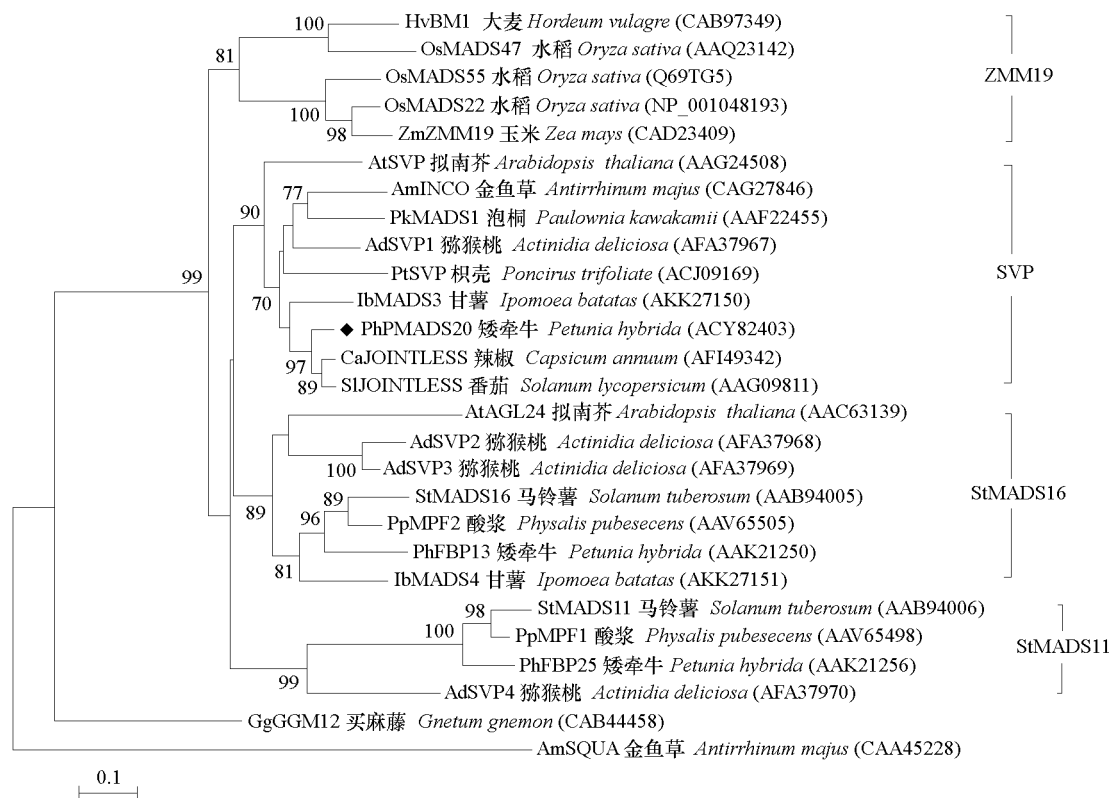 100 HvBM1 大麦 Hordeum vulagre (CAB97349)
81 OsMADS47 水稻 Oryza sativa (AAQ23142)
OsMADS55 水稻 Oryza sativa (Q69TG5)
ZMM19
100 OsMADS22 水稻 Oryza sativa (NP_001048193)
98 ZmZMM19 玉米 Zea mays (CAD23409)
AtSVP 拟南芥 Arabidopsis thaliana (AAG24508)
77 AmINCO 金鱼草 Antirrhinum majus (CAG27846)
90 PkMADS1 泡桐 Paulownia kawakamii (AAF22455)
AdSVP1 猕猴桃 Actinidia deliciosa (AFA37967)
99 PtSVP 枳壳 Poncirus trifoliate (ACJ09169)
SVP
70 IbMADS3 甘薯 Ipomoea batatas (AKK27150)
◆ PhPMADS20 矮牵牛 Petunia hybrida (ACY82403)
97 CaJOINTLESS 辣椒 Capsicum annuum (AFI49342)
89 SlJOINTLESS 番茄 Solanum lycopersicum (AAG09811)
AtAGL24 拟南芥 Arabidopsis thaliana (AAC63139)
AdSVP2 猕猴桃 Actinidia deliciosa (AFA37968)
100 AdSVP3 猕猴桃 Actinidia deliciosa (AFA37969)
89 StMADS16 马铃薯 Solanum tuberosum (AAB94005)
StMADS16
89 96 PpMPF2 酸浆 Physalis pubesecens (AAV65505)
PhFBP13 矮牵牛 Petunia hybrida (AAK21250)
81 IbMADS4 甘薯 Ipomoea batatas (AKK27151)
98 StMADS11 马铃薯 Solanum tuberosum (AAB94006)
100 PpMPF1 酸浆 Physalis pubesecens (AAV65498)
StMADS11
PhFBP25 矮牵牛 Petunia hybrida (AAK21256)
99 AdSVP4 猕猴桃 Actinidia deliciosa (AFA37970)
GgGGM12 买麻藤 Gnetum gnemon (CAB44458)
AmSQUA 金鱼草 Antirrhinum majus (CAA45228)
0.1